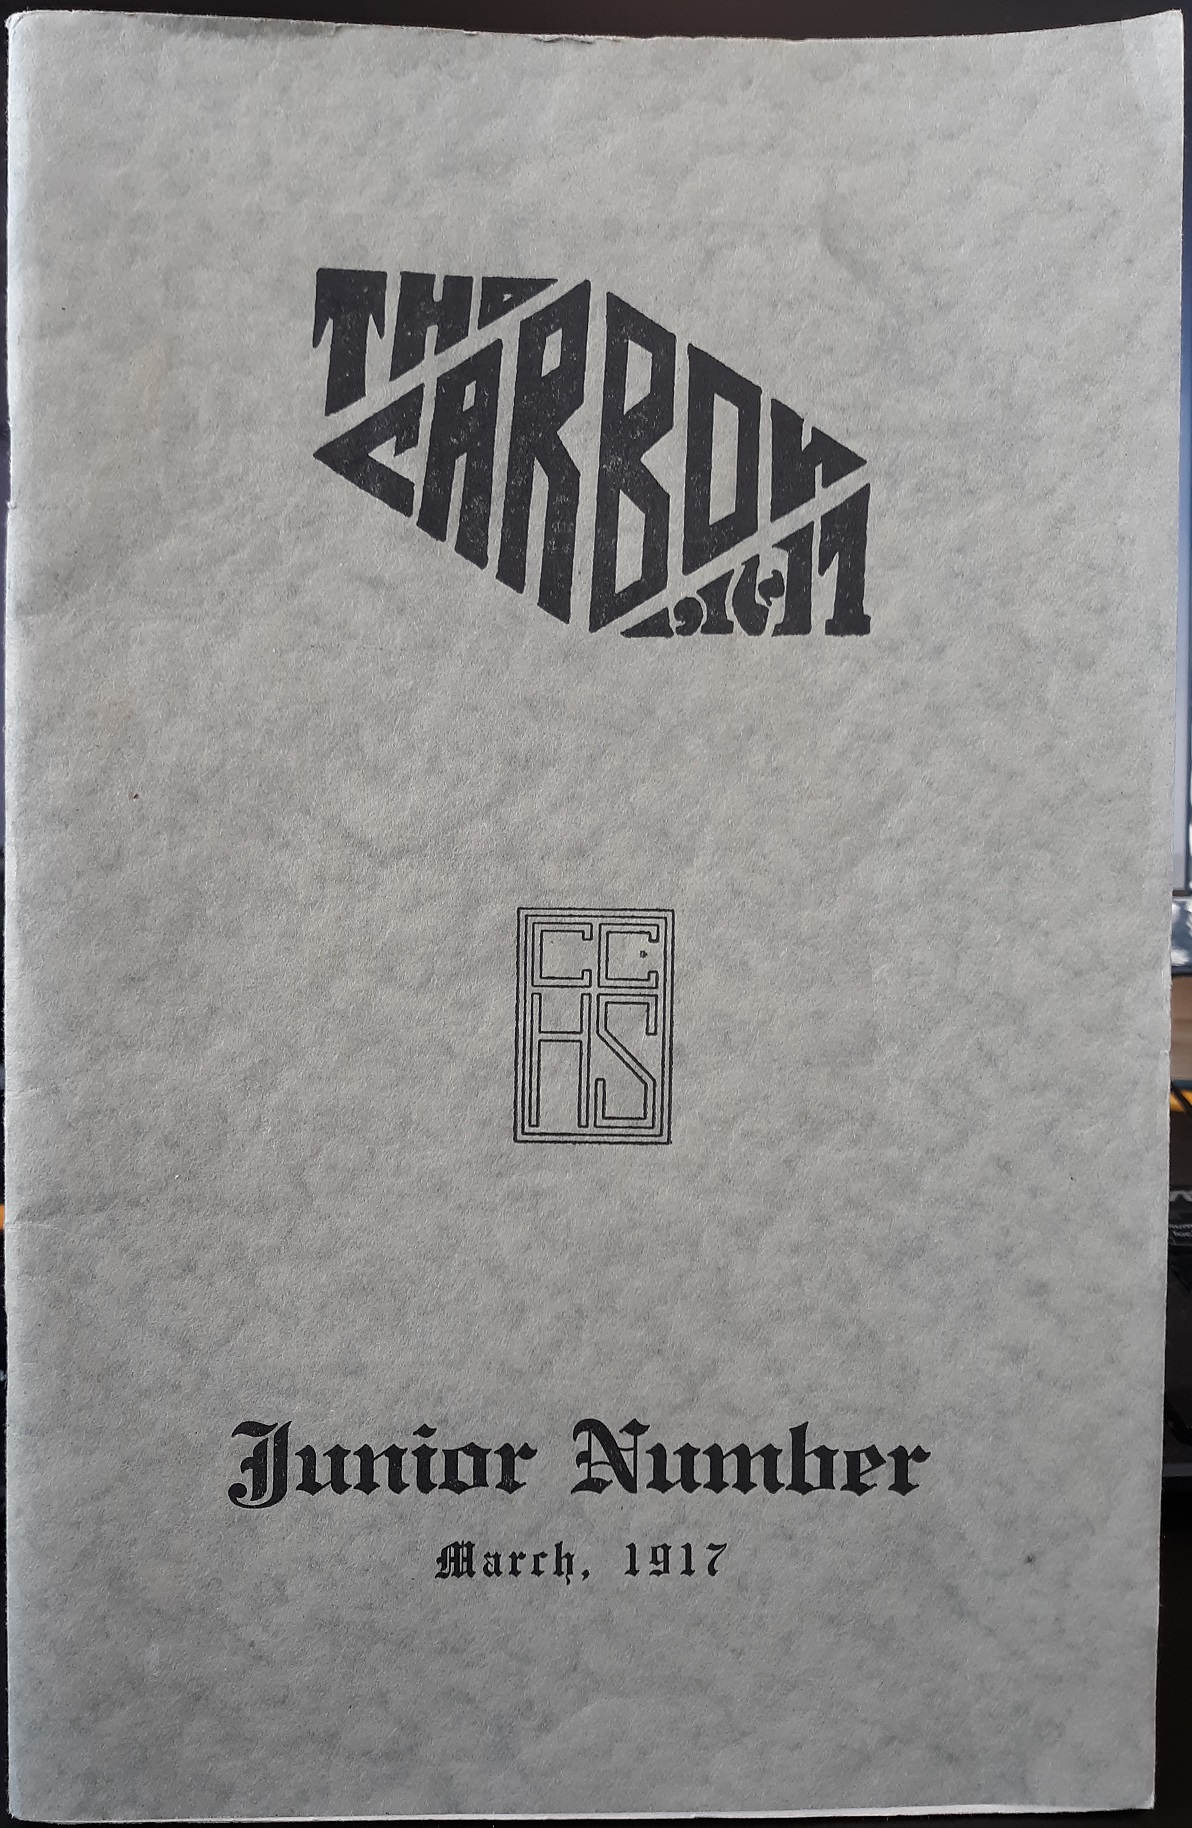 THE
CARBON
1916-17
CC
HS
Junior Number
March, 1917